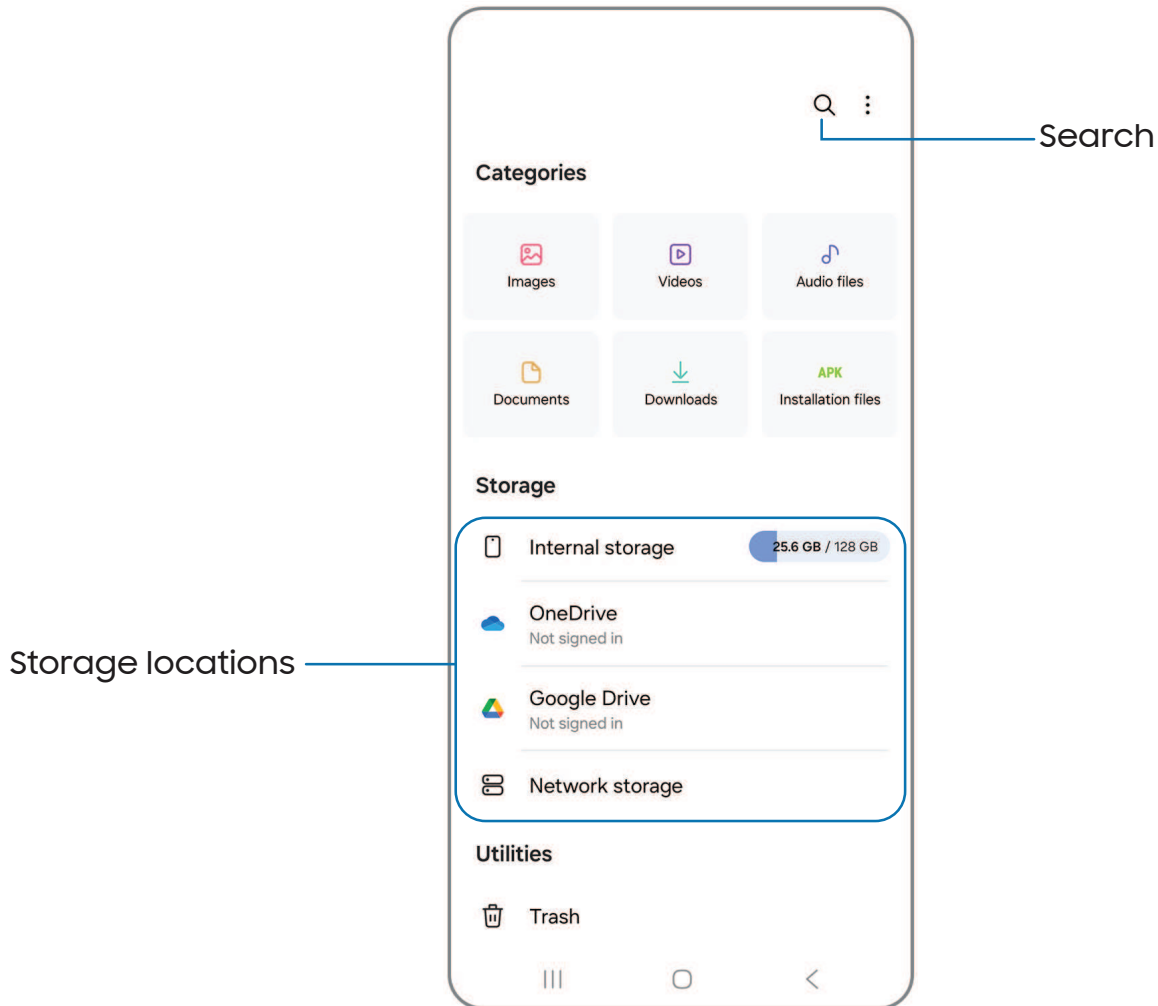 Search
Categories
Images
Videos
Audio files
Documents
Downloads
APK
Installation files
Storage
Internal storage
25.6 GB / 128 GB
OneDrive
Not signed in
Storage locations
Google Drive
Not signed in
Network storage
Utilities
Trash